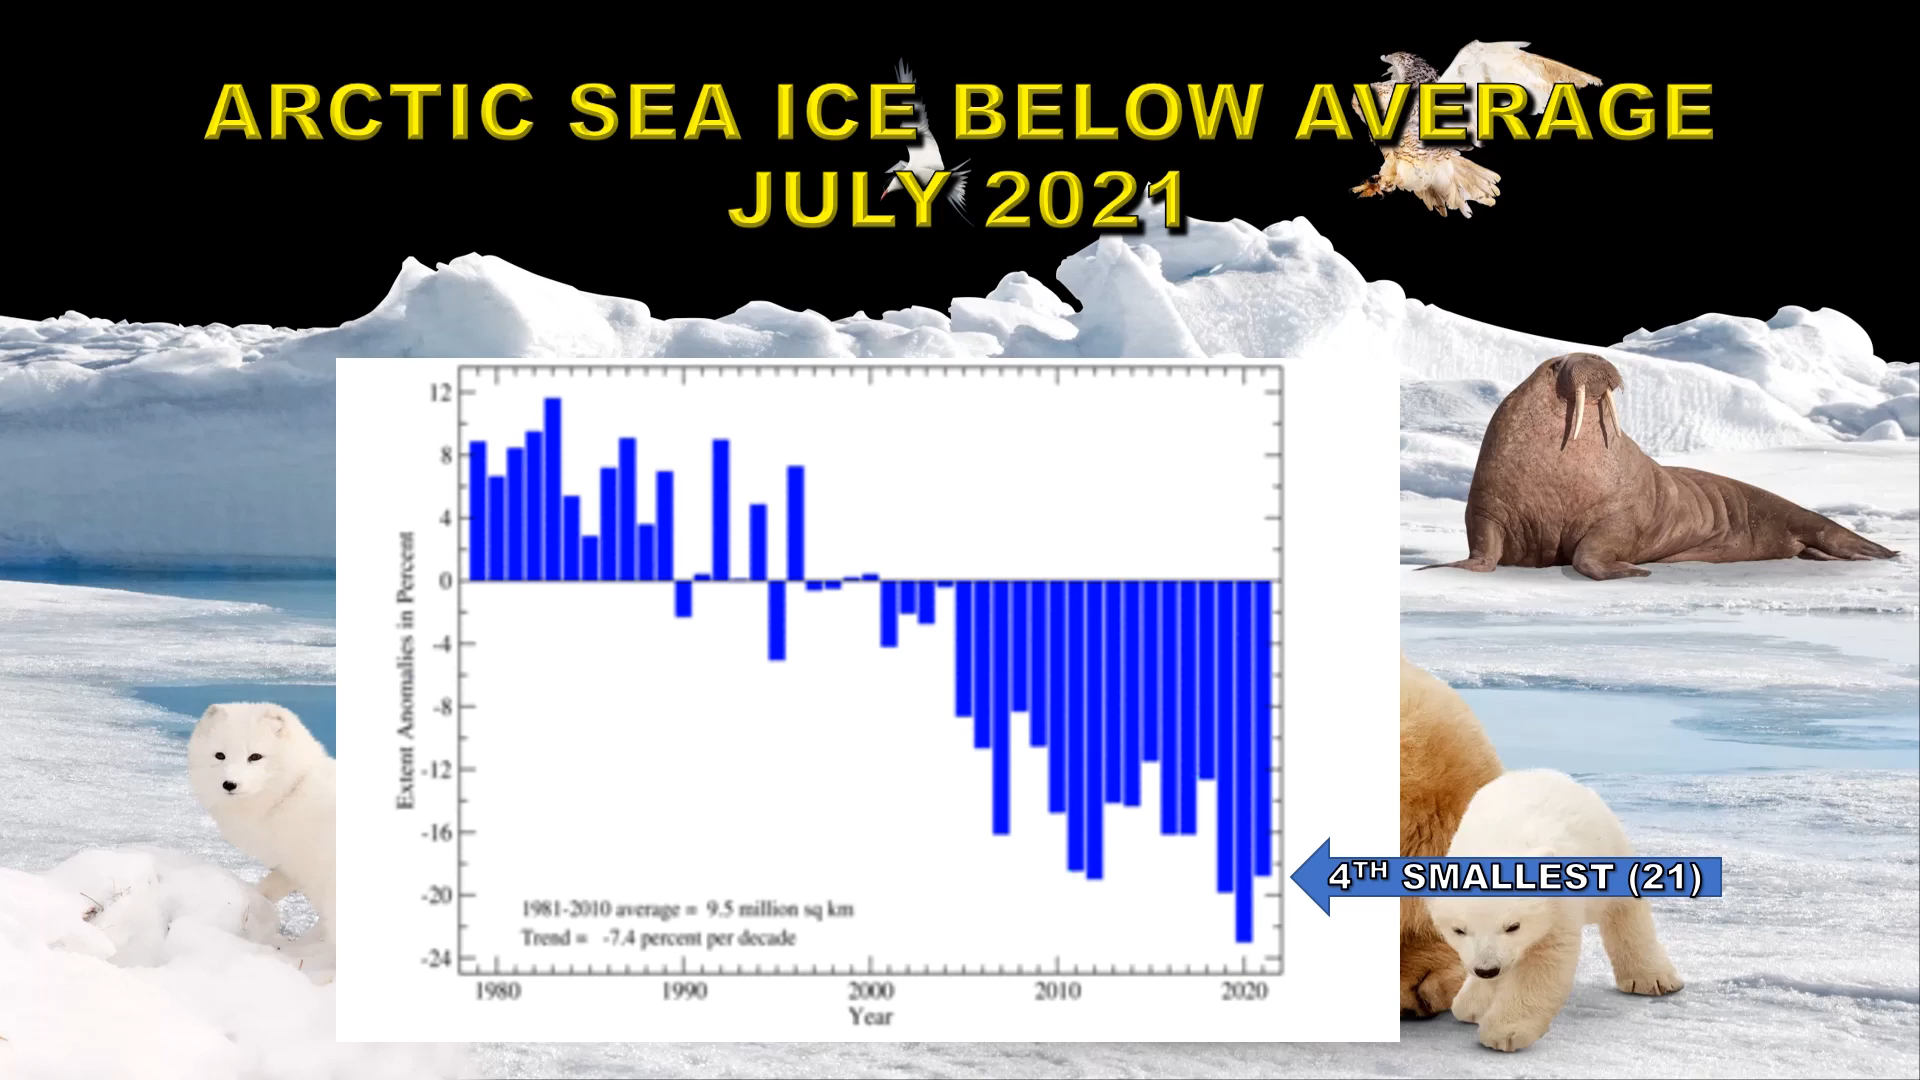 ARCTIC SEA ICE BELOW AVERAGE
JULY 2021
12
8
4
0
-4
-8
-12
-16
-20
-24
Extent Anomalies in Percent
4TH SMALLEST (21)
1981-2010 average = 9.5 million sq km
Trend = -7.4 percent per decade
1980 1990 2000 2010 2020
Year